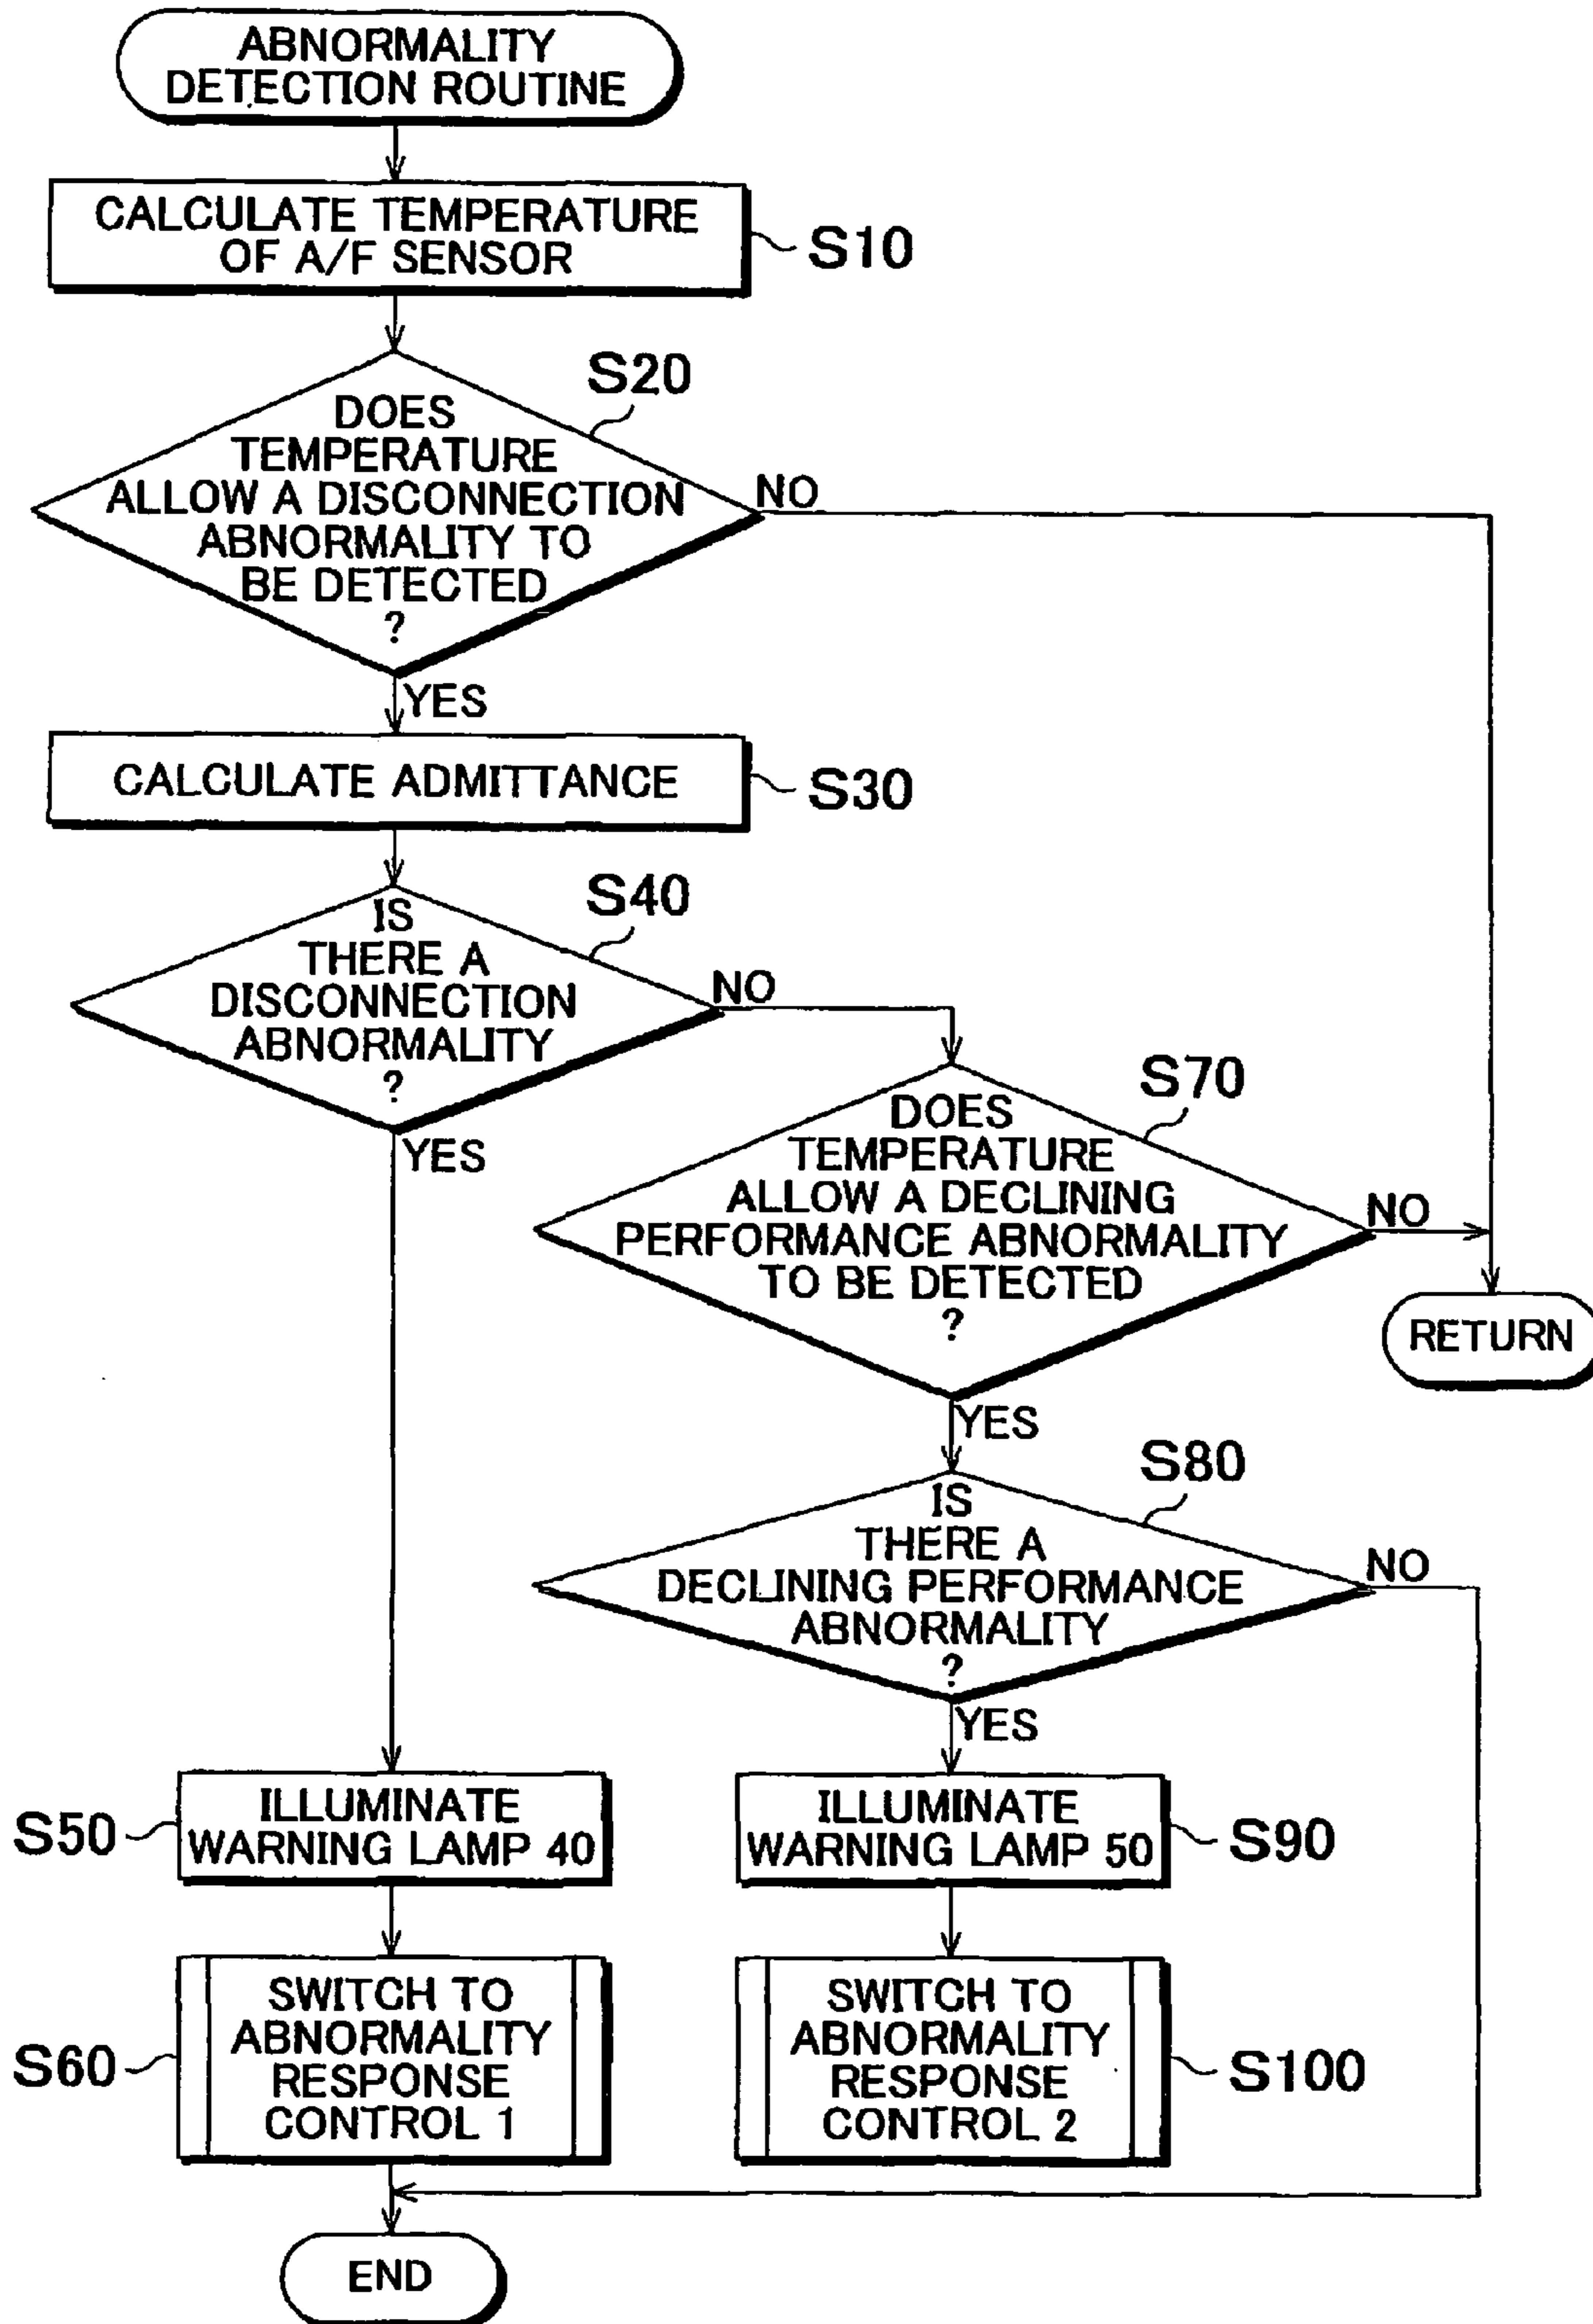 ABNORMALITY
DETECTION ROUTINE
CALCULATE TEMPERATURE
OF A/F SENSOR
S10
S20
DOES
TEMPERATURE
ALLOW A DISCONNECTION
ABNORMALITY TO
BE DETECTED
?
NO
YES
CALCULATE ADMITTANCE
S30
S40
IS
THERE A
DISCONNECTION
ABNORMALITY
?
NO
YES
S70
DOES
TEMPERATURE
ALLOW A DECLINING
PERFORMANCE ABNORMALITY
TO BE DETECTED
?
NO
RETURN
YES
S80
IS
THERE A
DECLINING PERFORMANCE
ABNORMALITY
?
NO
YES
S50
ILLUMINATE
WARNING LAMP 40
ILLUMINATE
WARNING LAMP 50
S90
S60
SWITCH TO
ABNORMALITY
RESPONSE
CONTROL 1
SWITCH TO
ABNORMALITY
RESPONSE
CONTROL 2
S100
END